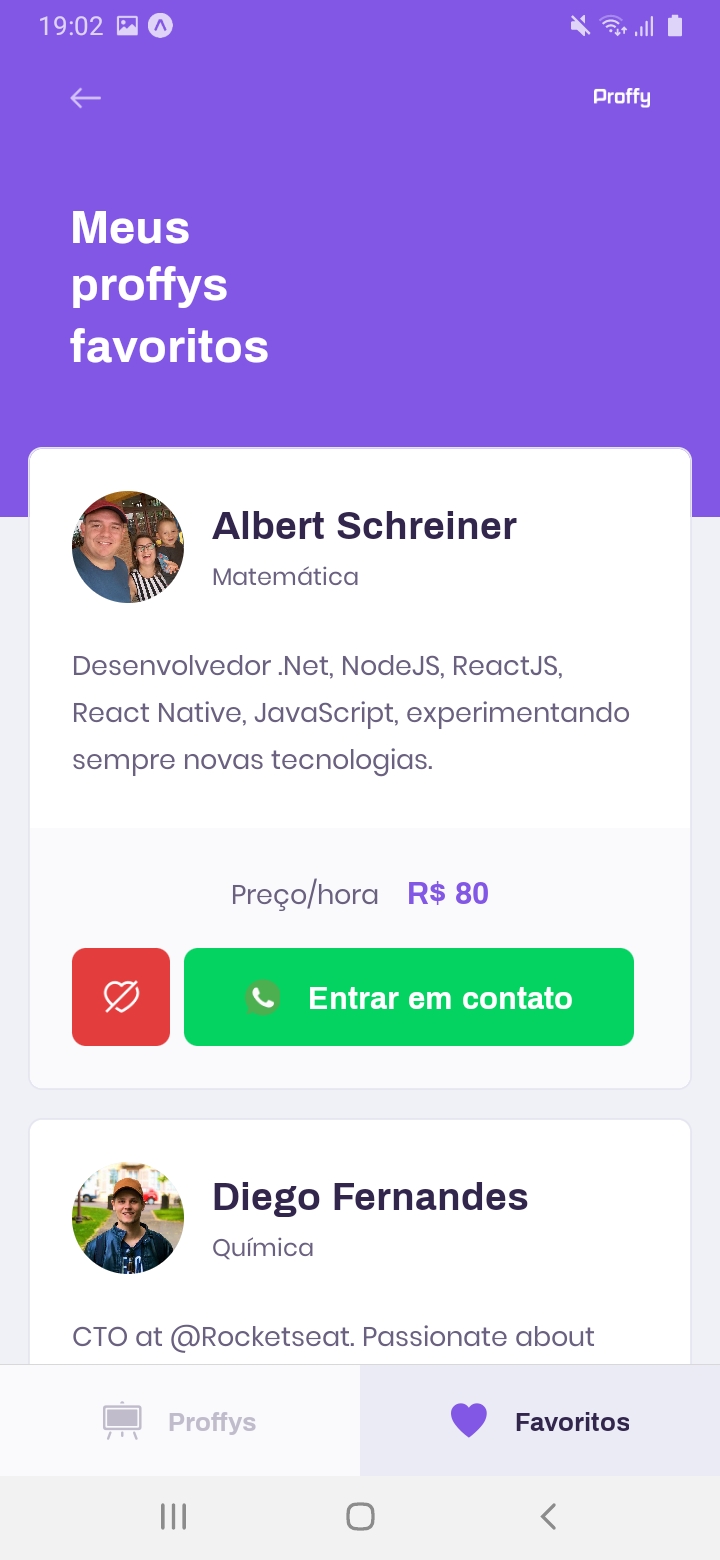 19:02
Proffy
Meus
proffys
favoritos
Albert Schreiner
Matemática
Desenvolvedor .Net, NodeJS, ReactJS,
React Native, JavaScript, experimentando
sempre novas tecnologias.
Preço/hora R$ 80
Entrar em contato
Diego Fernandes
Química
CTO at @Rocketseat. Passionate about
Proffys Favoritos